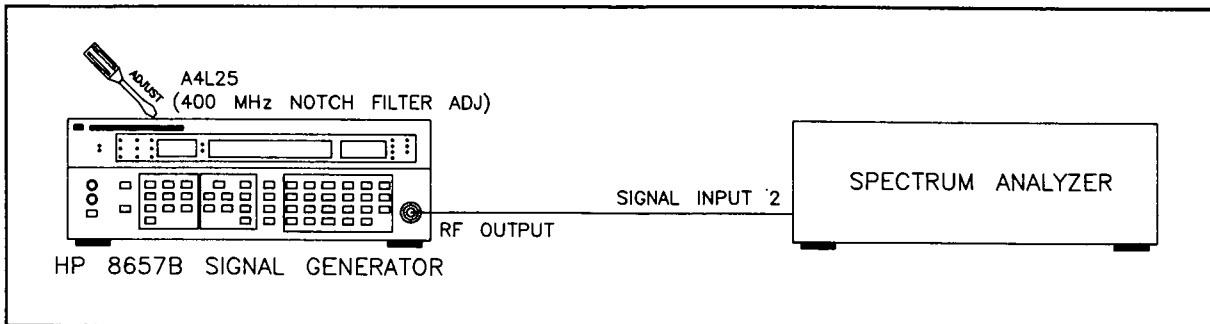 ADJUST
A4L25
(400 MHz NOTCH FILTER ADJ)
SPECTRUM ANALYZER
SIGNAL INPUT 2
RF OUTPUT
HP 8657B SIGNAL GENERATOR